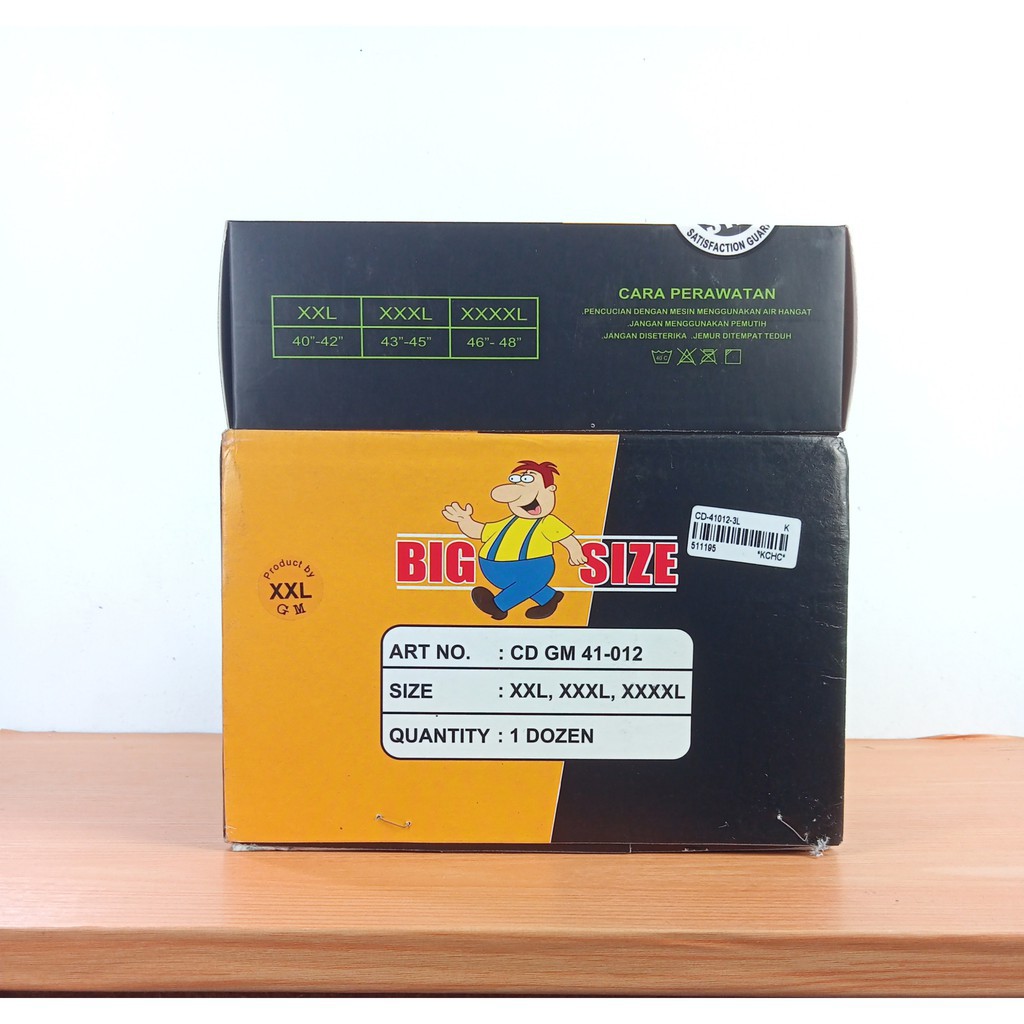 SATISFACTION GUAR
XXL XXXL XXXXL
40”-42” 43”-45” 46”- 48”
CARA PERAWATAN
.PENCUCIAN DENGAN MESIN MENGGUNAKAN AIR HANGAT
.JANGAN MENGGUNAKAN PEMUTIH
.JANGAN DISETERIKA .JEMUR DITEMPAT TEDUH
BIG SIZE
CD-41012-3L K
511195 *KCHC*
Product by
XXL
GM
ART NO. : CD GM 41-012
SIZE : XXL, XXXL, XXXXL
QUANTITY : 1 DOZEN